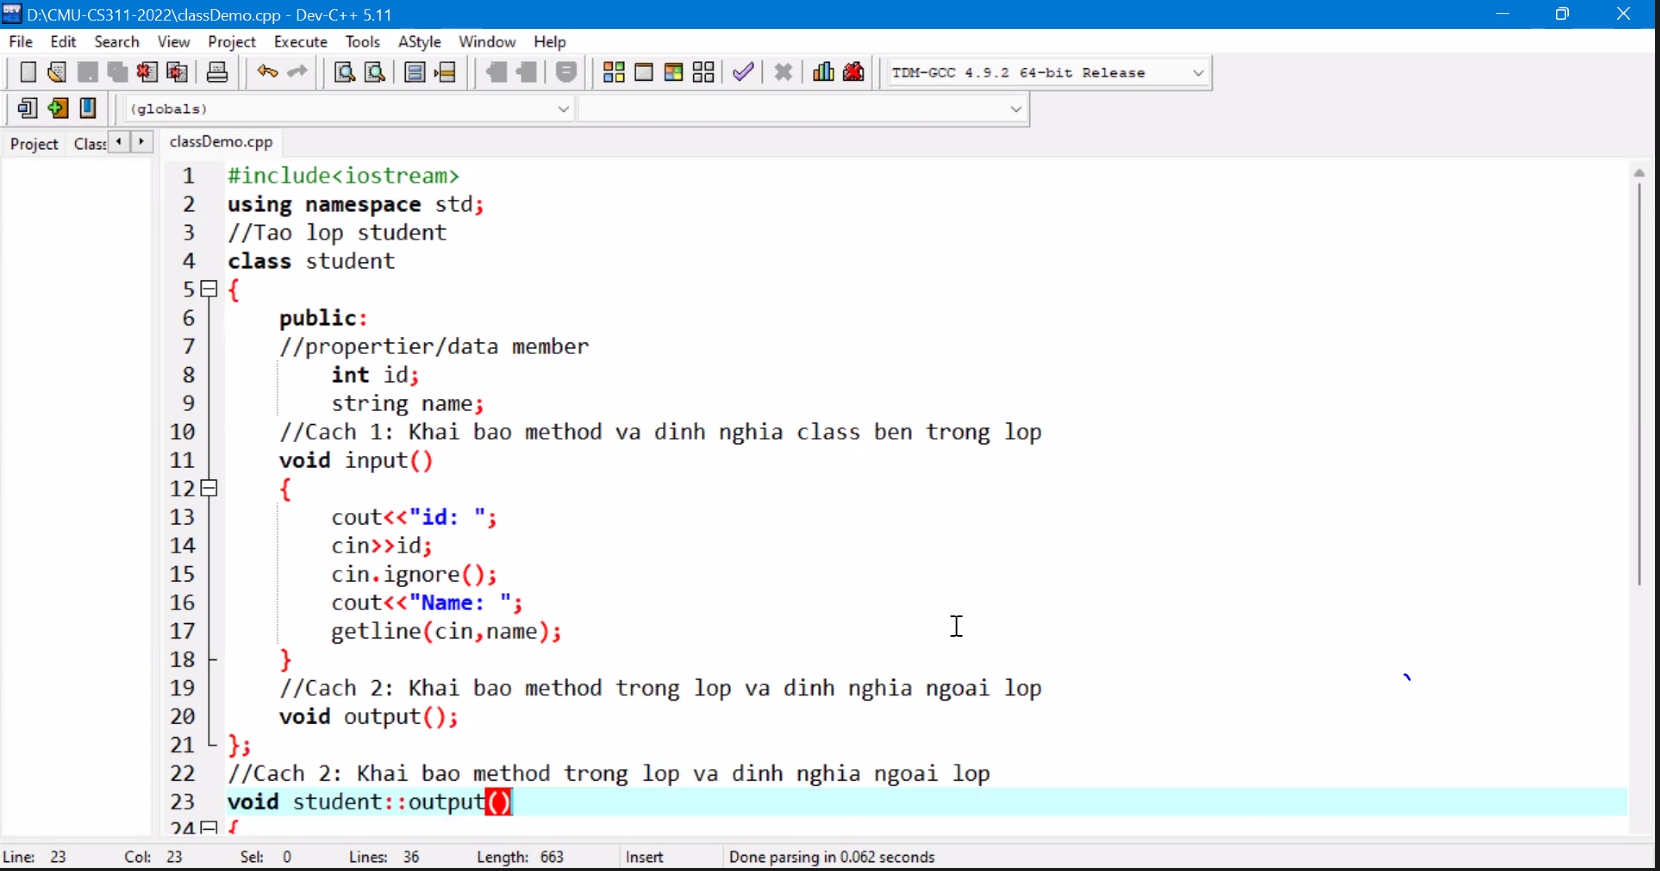 D:\CMU-CS311-2022\classDemo.cpp - Dev-C++ 5.11
File Edit Search View Project Execute Tools AStyle Window Help
TDM-GCC 4.9.2 64-bit Release
(globals)
Project Class classDemo.cpp
1 #include<iostream>
2 using namespace std;
3 //Tao lop student
4 class student
5 {
6 public:
7 //propertier/data member
8 int id;
9 string name;
10 //Cach 1: Khai bao method va dinh nghia class ben trong lop
11 void input()
12 {
13 cout<<"id: ";
14 cin>>id;
15 cin.ignore();
16 cout<<"Name: ";
17 getline(cin,name);
18 }
19 //Cach 2: Khai bao method trong lop va dinh nghia ngoai lop
20 void output();
21 };
22 //Cach 2: Khai bao method trong lop va dinh nghia ngoai lop
23 void student::output()
24 {
Line: 23 Col: 23 Sel: 0 Lines: 36 Length: 663 Insert Done parsing in 0.062 seconds